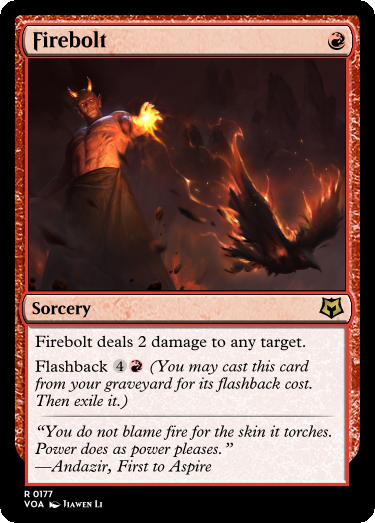 Firebolt
Sorcery
Firebolt deals 2 damage to any target.
Flashback 4 (You may cast this card
from your graveyard for its flashback cost.
Then exile it.)
“You do not blame fire for the skin it torches.
Power does as power pleases.”
—Andazir, First to Aspire
R 0177
VOA Jiawen Li